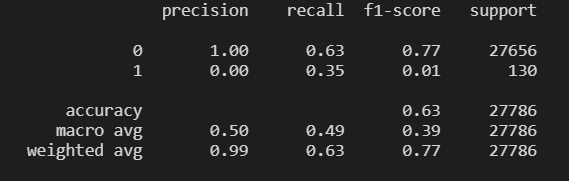 precision recall f1-score support
0 1.00 0.63 0.77 27656
1 0.00 0.35 0.01 130
accuracy 0.63 27786
macro avg 0.50 0.49 0.39 27786
weighted avg 0.99 0.63 0.77 27786